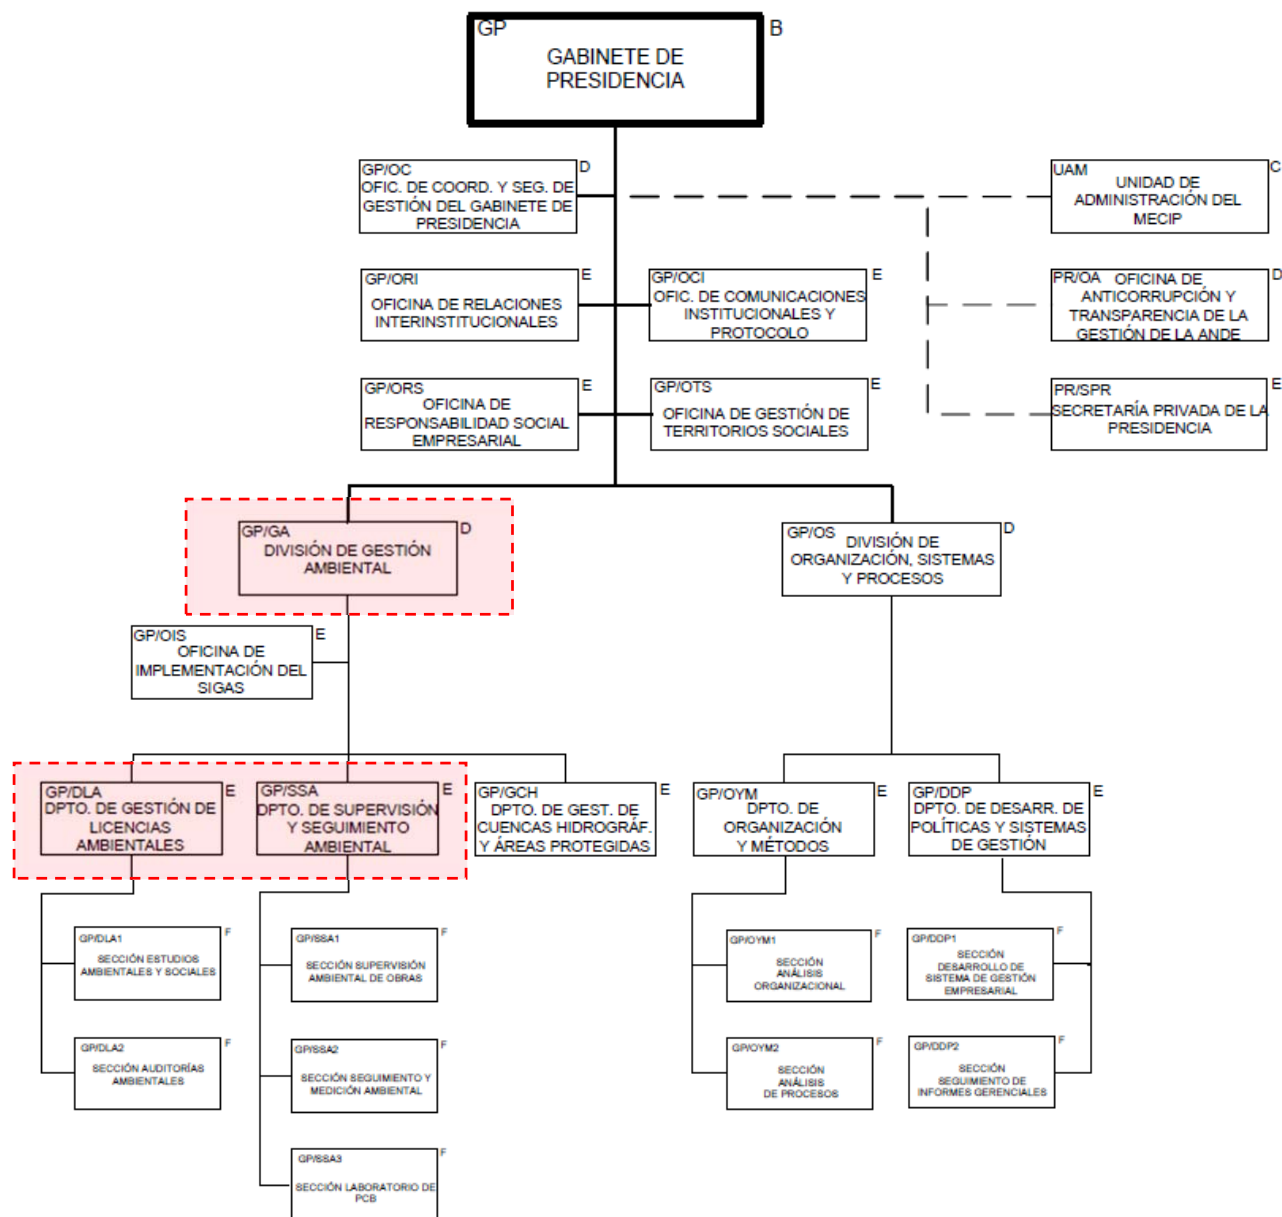 GP
B
GABINETE DE
PRESIDENCIA
GP/OC
D
OFIC. DE COORD. Y SEG. DE
GESTIÓN DEL GABINETE DE
PRESIDENCIA
UAM
C
UNIDAD DE
ADMINISTRACIÓN DEL
MECIP
GP/ORI
E
OFICINA DE RELACIONES
INTERINSTITUCIONALES
GP/OCI
E
OFIC. DE COMUNICACIONES
INSTITUCIONALES Y
PROTOCOLO
PR/OA
D
OFICINA DE
ANTICORRUPCIÓN Y
TRANSPARENCIA DE LA
GESTIÓN DE LA ANDE
GP/ORS
E
OFICINA DE
RESPONSABILIDAD SOCIAL
EMPRESARIAL
GP/OTS
E
OFICINA DE GESTIÓN DE
TERRITORIOS SOCIALES
PR/SPR
E
SECRETARÍA PRIVADA DE LA
PRESIDENCIA
GP/GA
D
DIVISIÓN DE GESTIÓN
AMBIENTAL
GP/OS
D
DIVISIÓN DE
ORGANIZACIÓN, SISTEMAS
Y PROCESOS
GP/OIS
E
OFICINA DE
IMPLEMENTACIÓN DEL
SIGAS
GP/DLA
E
DPTO. DE GESTIÓN DE
LICENCIAS
AMBIENTALES
GP/SSA
E
DPTO. DE SUPERVISIÓN
Y SEGUIMIENTO
AMBIENTAL
GP/GCH
E
DPTO. DE GEST. DE
CUENCAS HIDROGRÁF.
Y ÁREAS PROTEGIDAS
GP/OYM
E
DPTO. DE
ORGANIZACIÓN
Y MÉTODOS
GP/DDP
E
DPTO. DE DESARR. DE
POLÍTICAS Y SISTEMAS
DE GESTIÓN
GP/DLA1
F
SECCIÓN ESTUDIOS
AMBIENTALES Y SOCIALES
GP/SSA1
F
SECCIÓN SUPERVISIÓN
AMBIENTAL DE OBRAS
GP/OYM1
F
SECCIÓN
ANÁLISIS
ORGANIZACIONAL
GP/DDP1
F
SECCIÓN
DESARROLLO DE
SISTEMA DE GESTIÓN
EMPRESARIAL
GP/DLA2
F
SECCIÓN AUDITORÍAS
AMBIENTALES
GP/SSA2
F
SECCIÓN SEGUIMIENTO Y
MEDICIÓN AMBIENTAL
GP/OYM2
F
SECCIÓN
ANÁLISIS
DE PROCESOS
GP/DDP2
F
SECCIÓN
SEGUIMIENTO DE
INFORMES GERENCIALES
GP/SSA3
F
SECCIÓN LABORATORIO DE
PCB